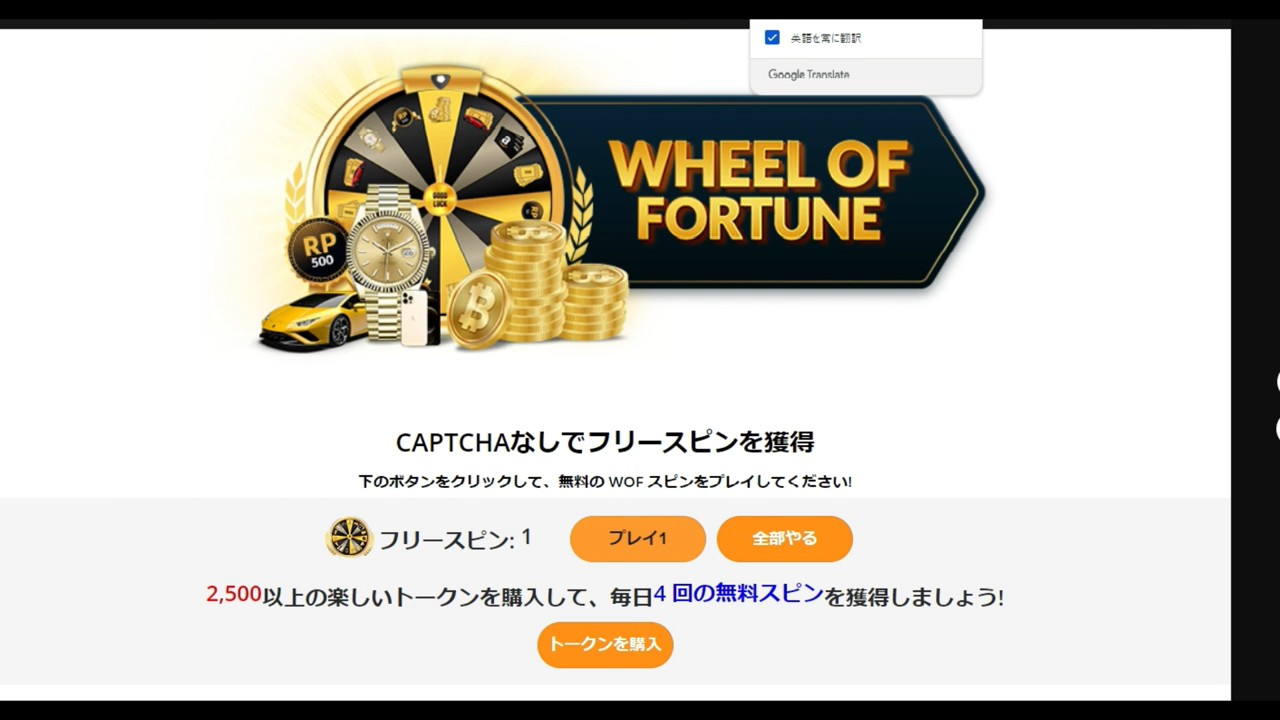 英語を常に翻訳
Google Translate
WHEEL OF
FORTUNE
GOOD
LUCK
RP
500
CAPTCHAなしでフリースピンを獲得
下のボタンをクリックして、無料の WOF スピンをプレイしてください!
フリースピン: 1 プレイ1 全部やる
2,500以上の楽しいトークンを購入して、毎日4 回の無料スピンを獲得しましょう!
トークンを購入